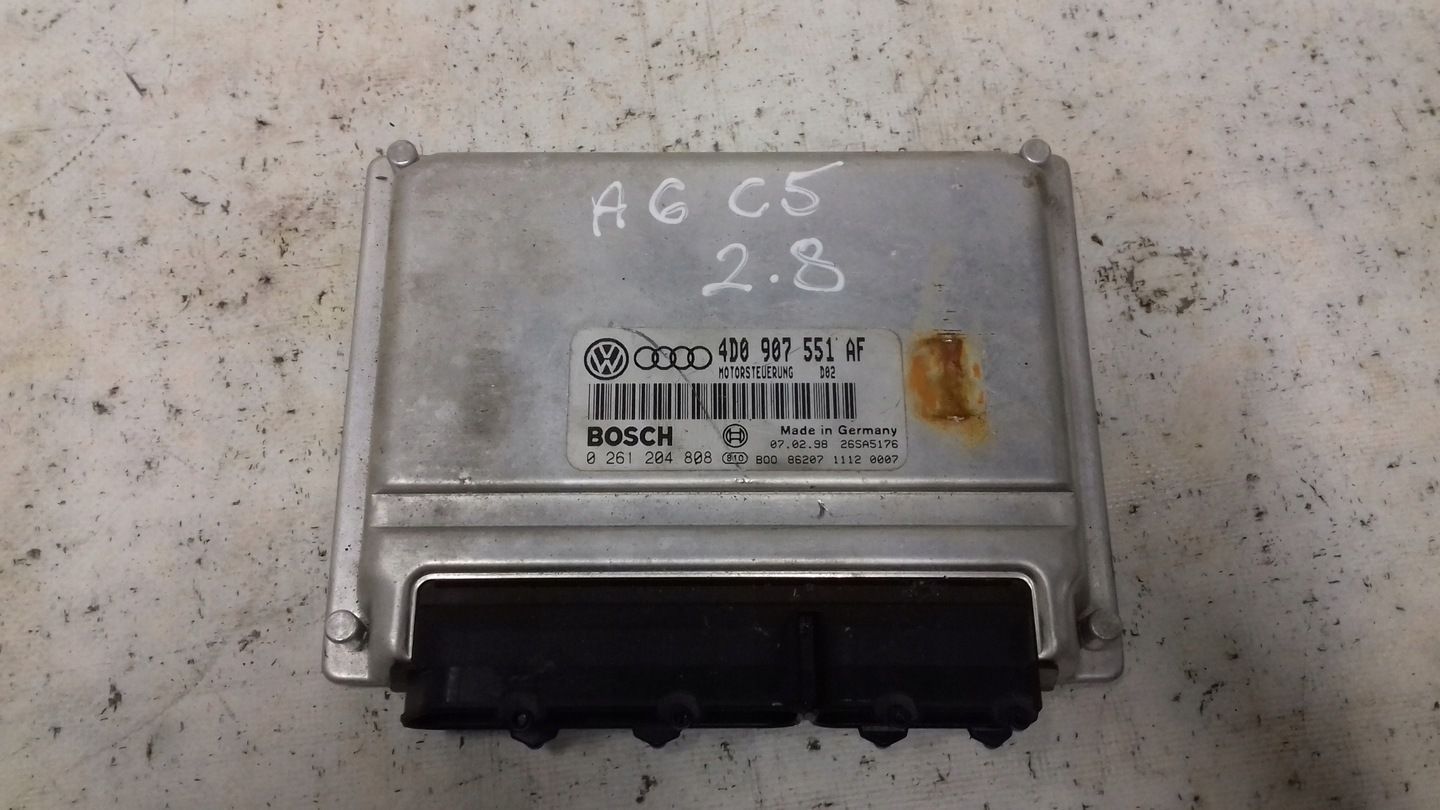 A6 C5
2.8
4D0 907 551 AF
MOTORSTEUERUNG D02
BOSCH Made in Germany
07.02.98 26SA5176
0 261 204 808 810 B00 86207 1112 0007